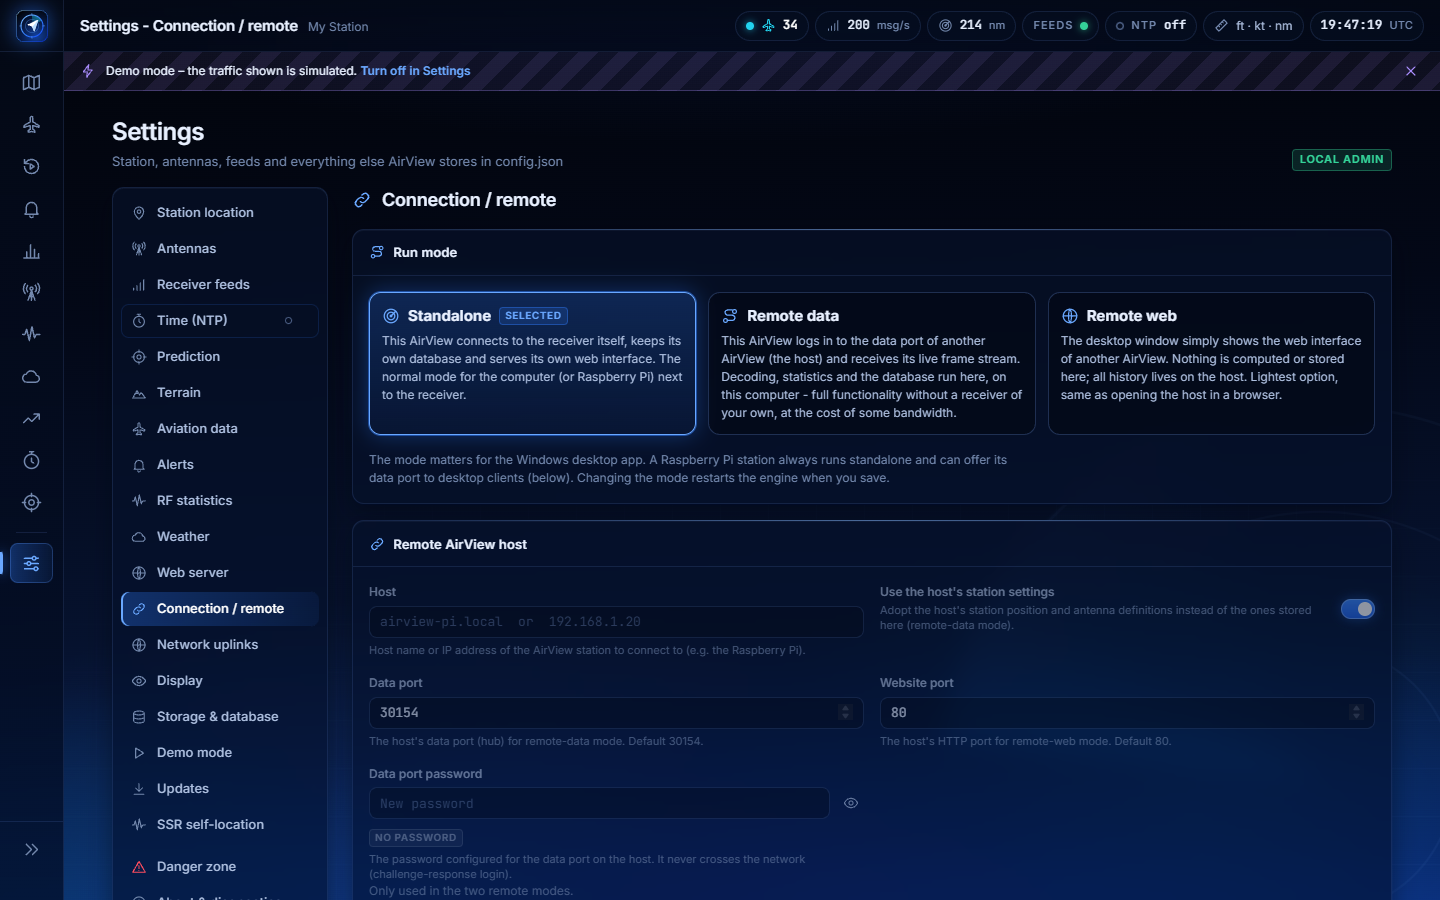 Settings - Connection / remote My Station
34
200 msg/s
214 nm
FEEDS
NTP off
ft · kt · nm
19:47:19 UTC
Demo mode – the traffic shown is simulated. Turn off in Settings
Settings
Station, antennas, feeds and everything else AirView stores in config.json
LOCAL ADMIN
Station location
Antennas
Receiver feeds
Time (NTP)
Prediction
Terrain
Aviation data
Alerts
RF statistics
Weather
Web server
Connection / remote
Network uplinks
Display
Storage & database
Demo mode
Updates
SSR self-location
Danger zone
Connection / remote
Run mode
Standalone SELECTED
This AirView connects to the receiver itself, keeps its
own database and serves its own web interface. The
normal mode for the computer (or Raspberry Pi) next
to the receiver.
Remote data
This AirView logs in to the data port of another
AirView (the host) and receives its live frame stream.
Decoding, statistics and the database run here, on
this computer - full functionality without a receiver of
your own, at the cost of some bandwidth.
Remote web
The desktop window simply shows the web interface
of another AirView. Nothing is computed or stored
here; all history lives on the host. Lightest option,
same as opening the host in a browser.
The mode matters for the Windows desktop app. A Raspberry Pi station always runs standalone and can offer its
data port to desktop clients (below). Changing the mode restarts the engine when you save.
Remote AirView host
Host
airview-pi.local or 192.168.1.20
Host name or IP address of the AirView station to connect to (e.g. the Raspberry Pi).
Use the host's station settings
Adopt the host's station position and antenna definitions instead of the ones stored
here (remote-data mode).
Data port
30154
The host's data port (hub) for remote-data mode. Default 30154.
Website port
80
The host's HTTP port for remote-web mode. Default 80.
Data port password
New password
NO PASSWORD
The password configured for the data port on the host. It never crosses the network
(challenge-response login).
Only used in the two remote modes.